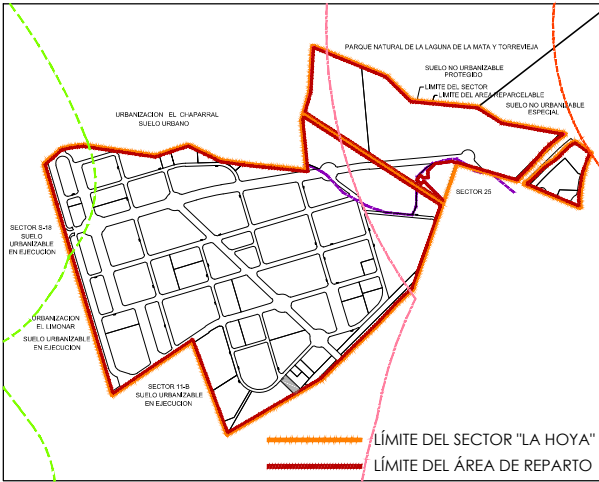 PARQUE NATURAL DE LA LAGUNA DE LA MATA Y TORREVIEJA
SUELO NO URBANIZABLE
PROTEGIDO
LIMITE DEL SECTOR
LIMITE DEL AREA REPARCELABLE
SUELO NO URBANIZABLE
ESPECIAL
URBANIZACION EL CHAPARRAL
SUELO URBANO
SECTOR 25
SECTOR S-18
SUELO
URBANIZABLE
EN EJECUCION
URBANIZACION
EL LIMONAR
SUELO URBANIZABLE
EN EJECUCION
SECTOR 11-B
SUELO URBANIZABLE
EN EJECUCION
LÍMITE DEL SECTOR "LA HOYA"
LÍMITE DEL ÁREA DE REPARTO